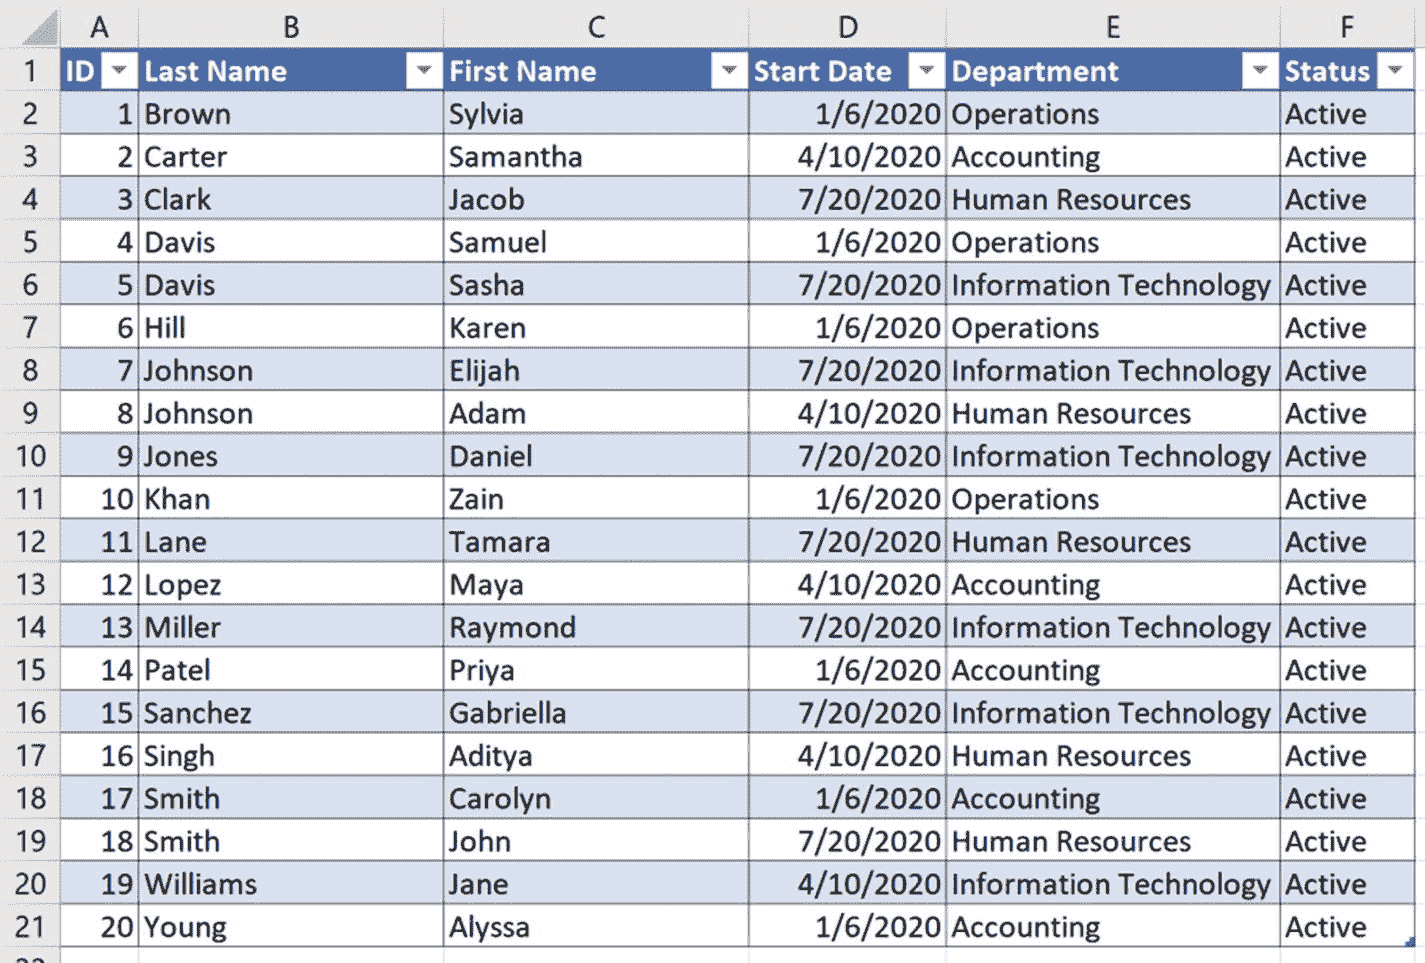 A B C D E F
1 ID Last Name First Name Start Date Department Status
2 1 Brown Sylvia 1/6/2020 Operations Active
3 2 Carter Samantha 4/10/2020 Accounting Active
4 3 Clark Jacob 7/20/2020 Human Resources Active
5 4 Davis Samuel 1/6/2020 Operations Active
6 5 Davis Sasha 7/20/2020 Information Technology Active
7 6 Hill Karen 1/6/2020 Operations Active
8 7 Johnson Elijah 7/20/2020 Information Technology Active
9 8 Johnson Adam 4/10/2020 Human Resources Active
10 9 Jones Daniel 7/20/2020 Information Technology Active
11 10 Khan Zain 1/6/2020 Operations Active
12 11 Lane Tamara 7/20/2020 Human Resources Active
13 12 Lopez Maya 4/10/2020 Accounting Active
14 13 Miller Raymond 7/20/2020 Information Technology Active
15 14 Patel Priya 1/6/2020 Accounting Active
16 15 Sanchez Gabriella 7/20/2020 Information Technology Active
17 16 Singh Aditya 4/10/2020 Human Resources Active
18 17 Smith Carolyn 1/6/2020 Accounting Active
19 18 Smith John 7/20/2020 Human Resources Active
20 19 Williams Jane 4/10/2020 Information Technology Active
21 20 Young Alyssa 1/6/2020 Accounting Active